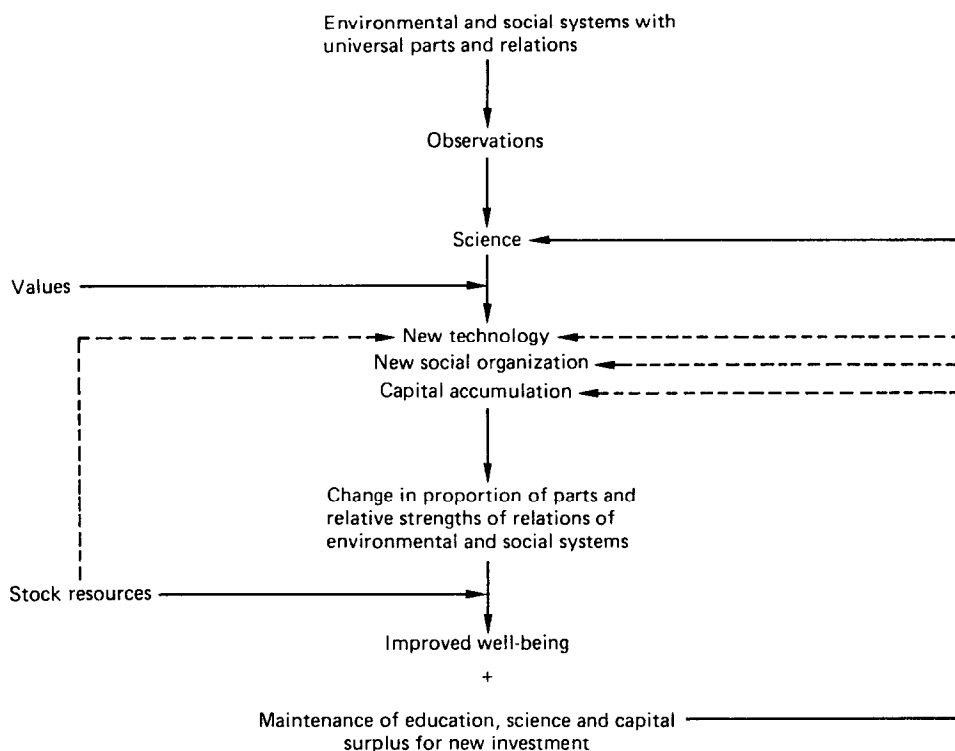 Environmental and social systems with
universal parts and relations
Observations
Science
Values
New technology
New social organization
Capital accumulation
Change in proportion of parts and
relative strengths of relations of
environmental and social systems
Stock resources
Improved well-being
+
Maintenance of education, science and capital
surplus for new investment